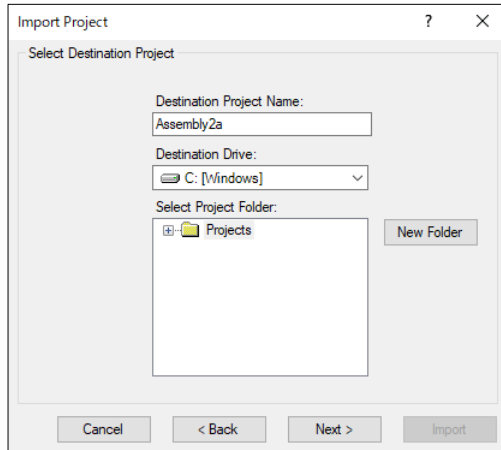 Import Project
?
Select Destination Project
Destination Project Name:
Assembly2a
Destination Drive:
C: [Windows]
Select Project Folder:
Projects
New Folder
Cancel
< Back
Next >
Import